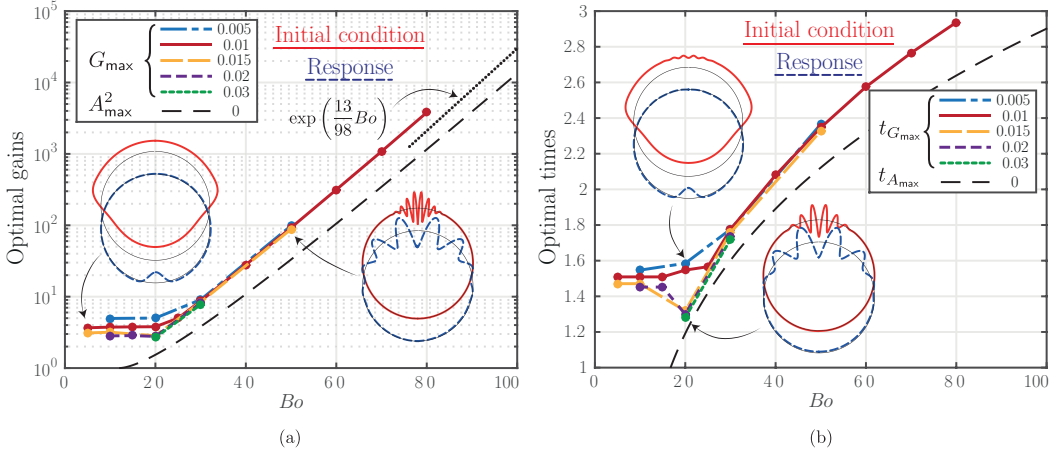 Optimal gains
10^5
10^4
10^3
10^2
10^1
10^0
0
20
40
60
80
100
Bo
G_max
A²_max
0.005
0.01
0.015
0.02
0.03
0
Initial condition
Response
exp(13/98 Bo)
(a)
Optimal times
3
2.8
2.6
2.4
2.2
2
1.8
1.6
1.4
1.2
1
0
20
40
60
80
100
Bo
Initial condition
Response
t_{G_max}
t_{A_max}
0.005
0.01
0.015
0.02
0.03
0
(b)